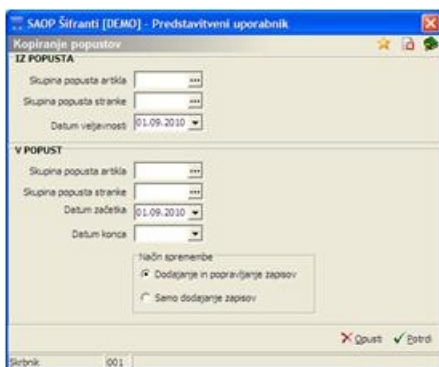 SAOP Šifranti [DEMO] - Predstavitveni uporabnik
Kopiranje popustov
IZ POPUSTA
Skupina popusta artikla
Skupina popusta stranke
Datum veljavnosti 01.09.2010
V POPUST
Skupina popusta artikla
Skupina popusta stranke
Datum začetka 01.09.2010
Datum konca
Način spremembe
Dodajanje in popravljanje zapisov
Samo dodajanje zapisov
Opusti Potrdi
Skrbnik 001